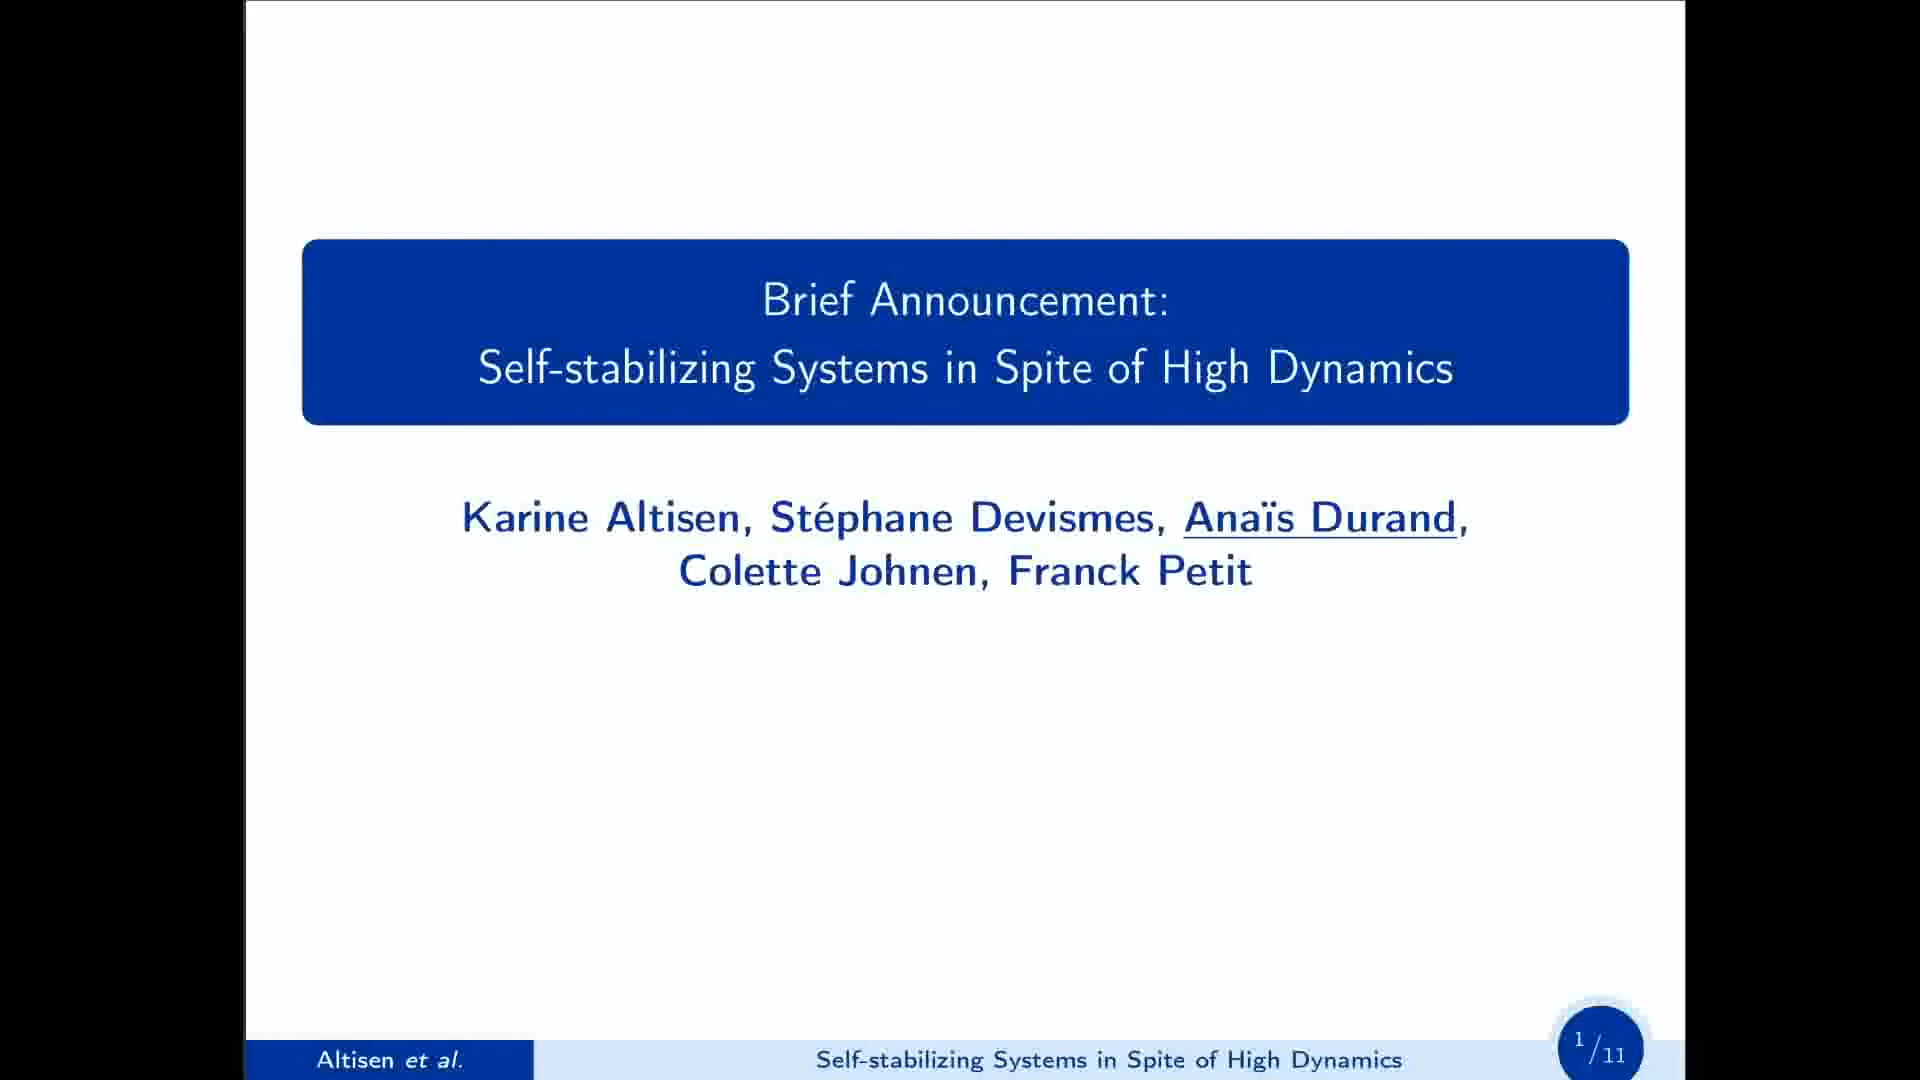 Brief Announcement:
Self-stabilizing Systems in Spite of High Dynamics
Karine Altisen, Stéphane Devismes, Anaïs Durand,
Colette Johnen, Franck Petit
Altisen et al.
Self-stabilizing Systems in Spite of High Dynamics
1/11